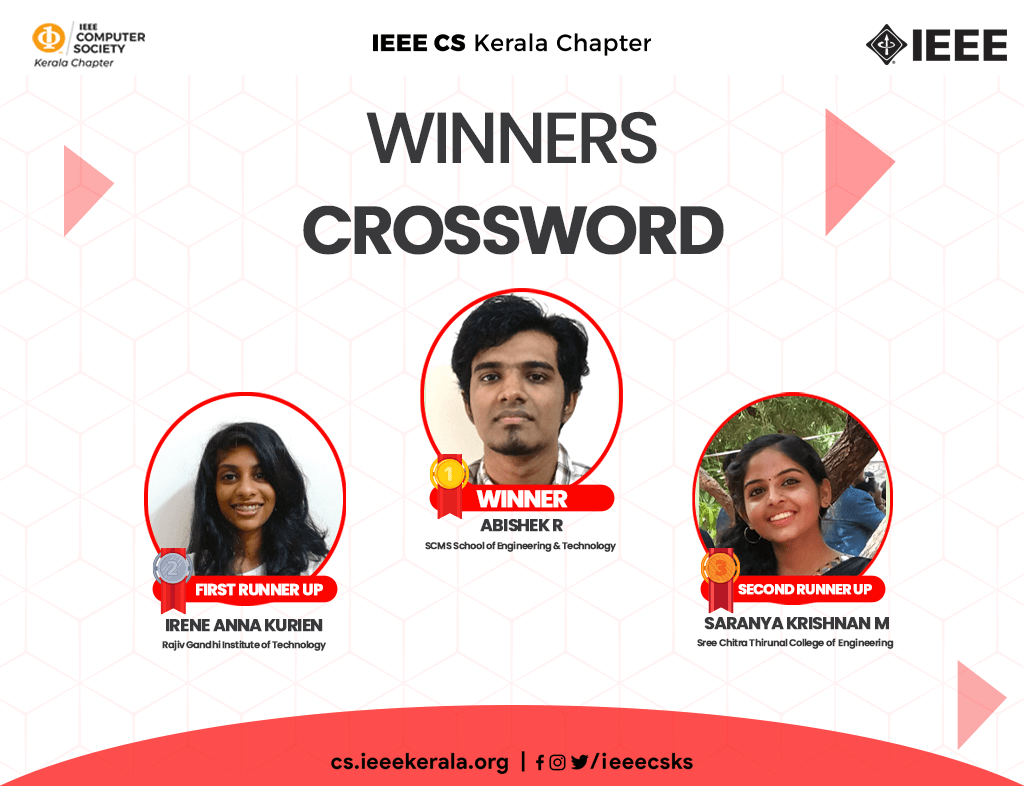 IEEE
COMPUTER
SOCIETY
Kerala Chapter
IEEE CS Kerala Chapter
IEEE
WINNERS
CROSSWORD
1
WINNER
ABISHEK R
SCMS School of Engineering & Technology
2
FIRST RUNNER UP
IRENE ANNA KURIEN
Rajiv Gandhi Institute of Technology
3
SECOND RUNNER UP
SARANYA KRISHNAN M
Sree Chitra Thirunal College of Engineering
cs.ieeekerala.org | /ieeecsks